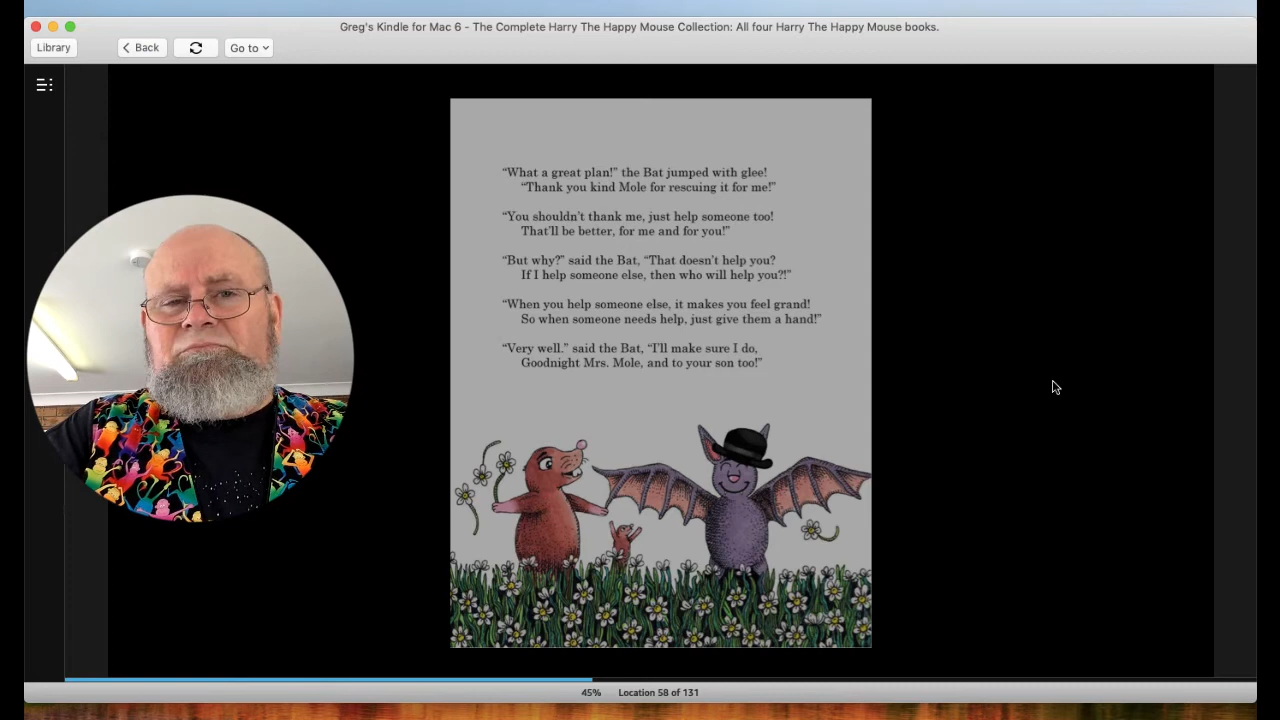 Greg's Kindle for Mac 6 - The Complete Harry The Happy Mouse Collection: All four Harry The Happy Mouse books.
Library
Back
Go to
“What a great plan!” the Bat jumped with glee!
“Thank you kind Mole for rescuing it for me!”
“You shouldn’t thank me, just help someone too!
That’ll be better, for me and for you!”
“But why?” said the Bat, “That doesn’t help you?
If I help someone else, then who will help you?!”
“When you help someone else, it makes you feel grand!
So when someone needs help, just give them a hand!”
“Very well.” said the Bat, “I’ll make sure I do,
Goodnight Mrs. Mole, and to your son too!”
45% Location 58 of 131